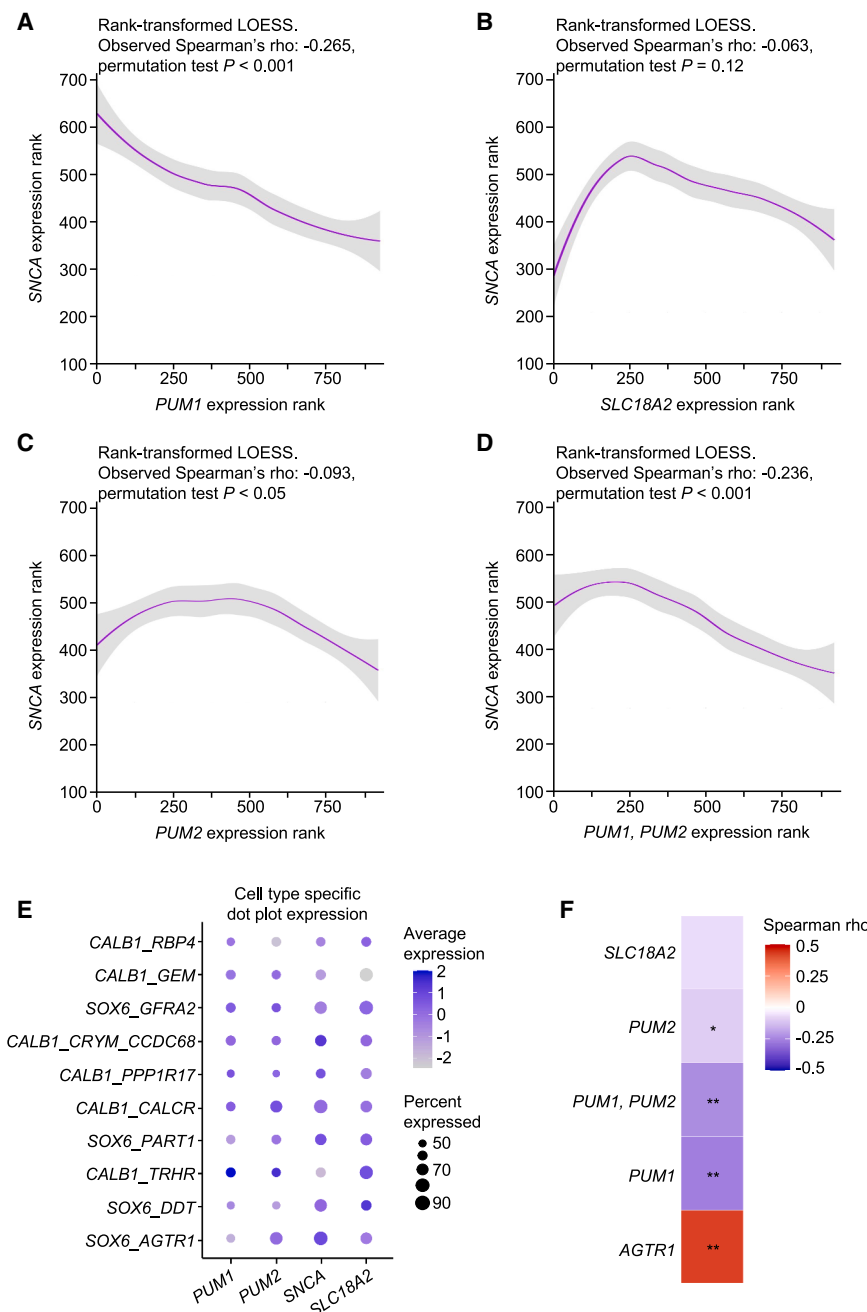 A
Rank-transformed LOESS.
Observed Spearman's rho: -0.265,
permutation test P < 0.001
700
600
500
400
300
200
100
0
250
500
750
SNCA expression rank
PUM1 expression rank
B
Rank-transformed LOESS.
Observed Spearman's rho: -0.063,
permutation test P = 0.12
700
600
500
400
300
200
100
0
250
500
750
SNCA expression rank
SLC18A2 expression rank
C
Rank-transformed LOESS.
Observed Spearman's rho: -0.093,
permutation test P < 0.05
700
600
500
400
300
200
100
0
250
500
750
SNCA expression rank
PUM2 expression rank
D
Rank-transformed LOESS.
Observed Spearman's rho: -0.236,
permutation test P < 0.001
700
600
500
400
300
200
100
0
250
500
750
SNCA expression rank
PUM1, PUM2 expression rank
E
Cell type specific
dot plot expression
CALB1_RBP4
CALB1_GEM
SOX6_GFRA2
CALB1_CRYM_CCDC68
CALB1_PPP1R17
CALB1_CALCR
SOX6_PART1
CALB1_TRHR
SOX6_DDT
SOX6_AGTR1
PUM1
PUM2
SNCA
SLC18A2
Average
expression
2
1
0
-1
-2
Percent
expressed
50
70
90
F
SLC18A2
PUM2
*
PUM1, PUM2
**
PUM1
**
AGTR1
**
Spearman rho
0.5
0.25
0
-0.25
-0.5